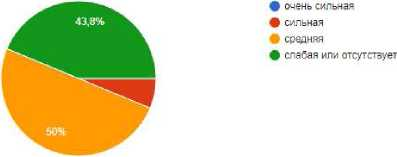 43,8%
50%
очень сильная
сильная
средняя
слабая или отсутствует